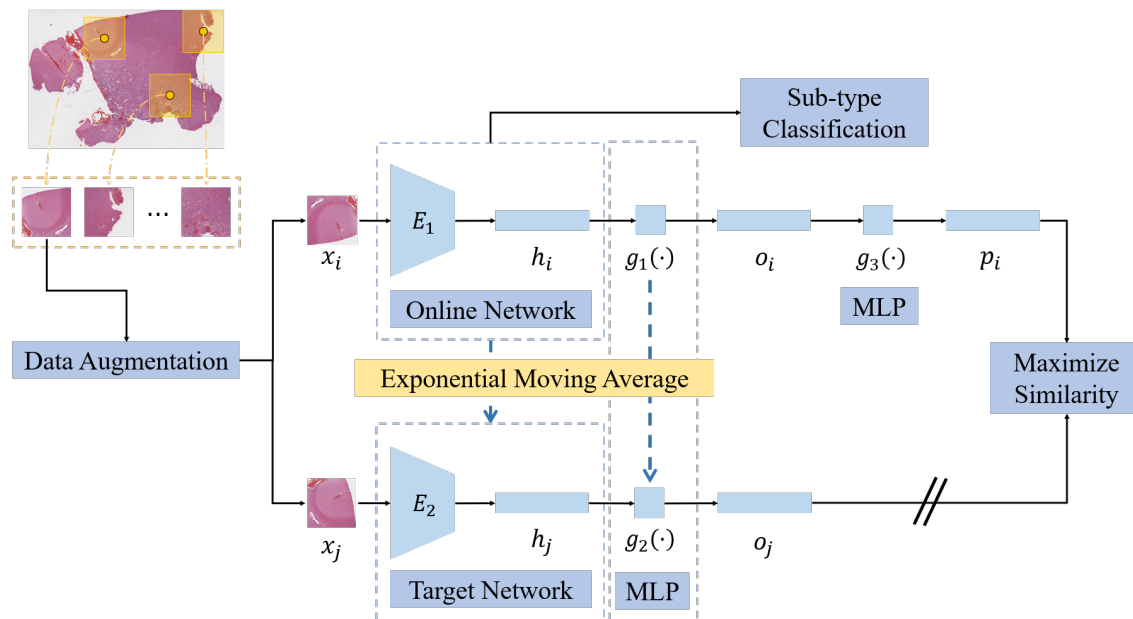 Sub-type
Classification
...
E₁
xᵢ
hᵢ
g₁(·)
oᵢ
g₃(·)
pᵢ
Online Network
MLP
Data Augmentation
Exponential Moving Average
Maximize
Similarity
E₂
xⱼ
hⱼ
g₂(·)
oⱼ
Target Network
MLP